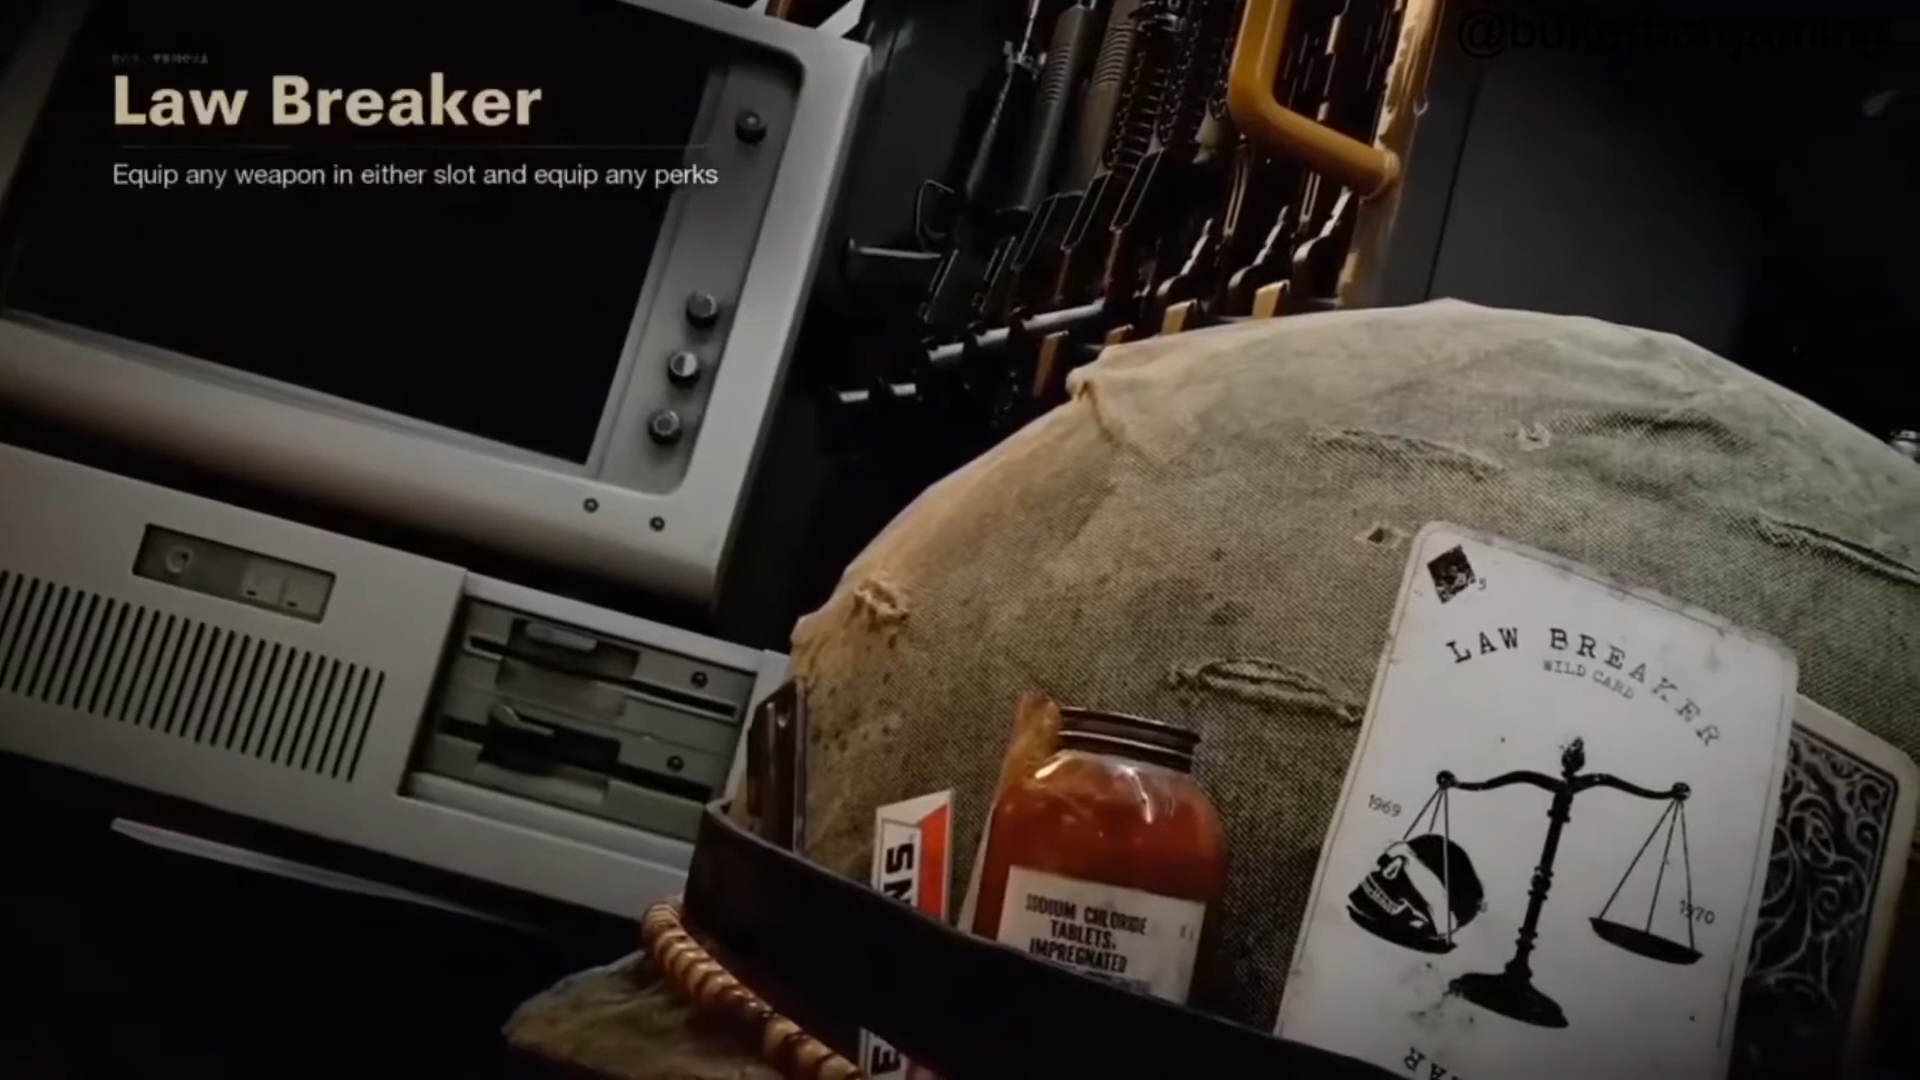 Law Breaker
Equip any weapon in either slot and equip any perks
LAW BREAKER
WILD CARD
1969
1970
SODIUM CHLORIDE
TABLETS.
IMPREGNATED